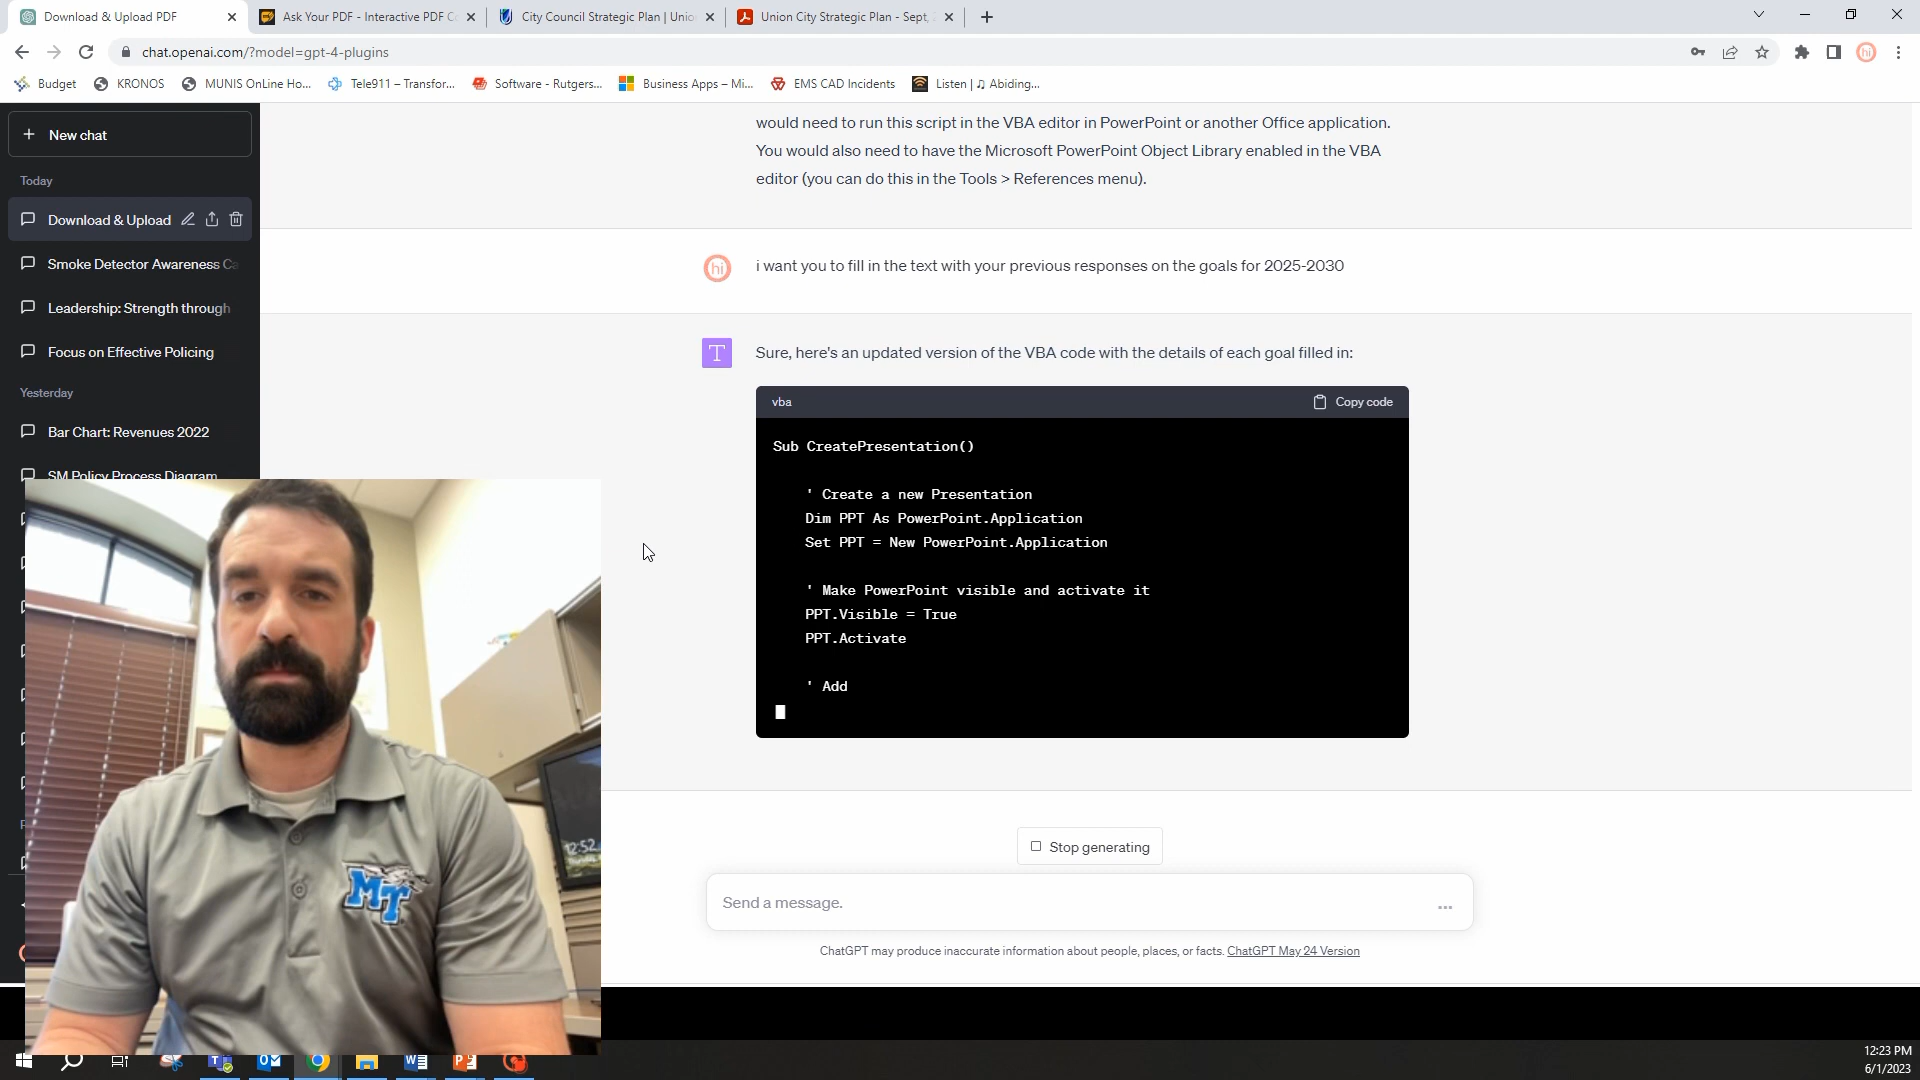 Download & Upload PDF
Ask Your PDF - Interactive PDF C
City Council Strategic Plan | Unio
Union City Strategic Plan - Sept,
chat.openai.com/?model=gpt-4-plugins
hi
Budget
KRONOS
MUNIS OnLine Ho...
Tele911 – Transfor...
Software - Rutgers...
Business Apps – Mi...
EMS CAD Incidents
Listen | ♫ Abiding...
New chat
Today
Download & Upload
Smoke Detector Awareness Ca
Leadership: Strength through
Focus on Effective Policing
Yesterday
Bar Chart: Revenues 2022
SM Policy Process Diagram
would need to run this script in the VBA editor in PowerPoint or another Office application.
You would also need to have the Microsoft PowerPoint Object Library enabled in the VBA
editor (you can do this in the Tools > References menu).
hi
i want you to fill in the text with your previous responses on the goals for 2025-2030
T
Sure, here's an updated version of the VBA code with the details of each goal filled in:
vba
Copy code
Sub CreatePresentation()
' Create a new Presentation
Dim PPT As PowerPoint.Application
Set PPT = New PowerPoint.Application
' Make PowerPoint visible and activate it
PPT.Visible = True
PPT.Activate
' Add
Stop generating
Send a message.
ChatGPT may produce inaccurate information about people, places, or facts. ChatGPT May 24 Version
12:52
MT
12:23 PM
6/1/2023